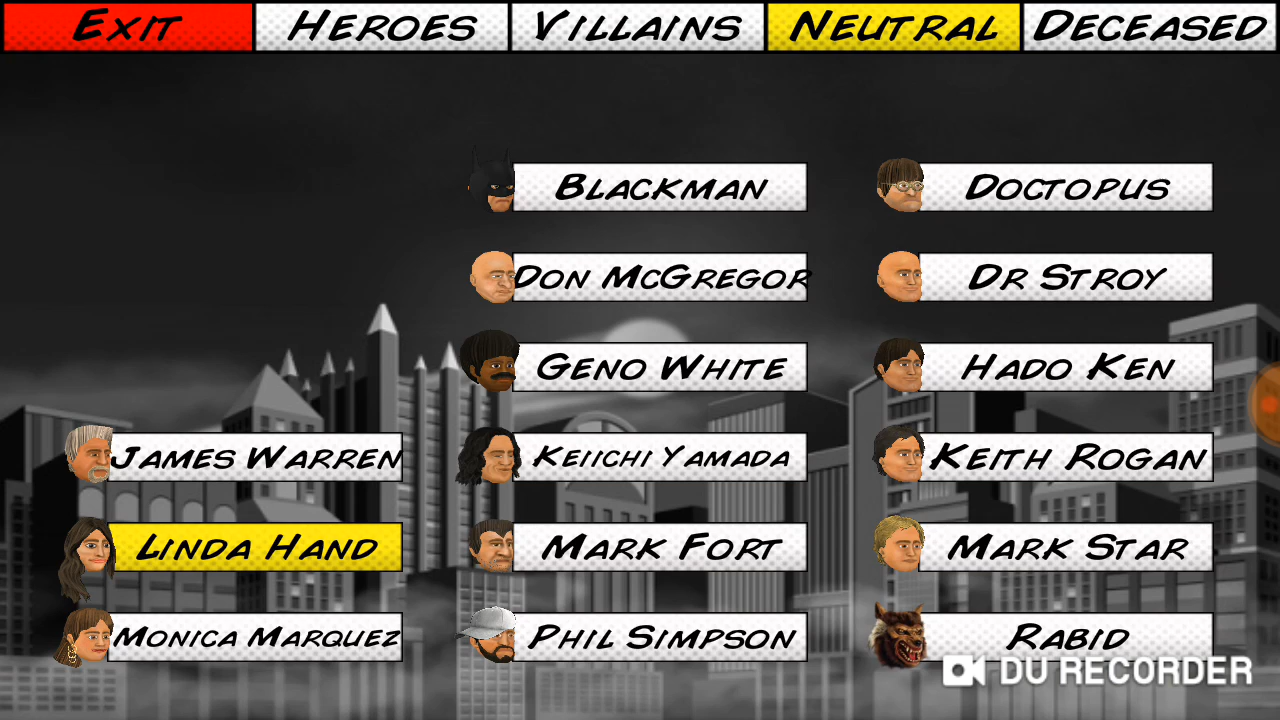 EXIT HEROES VILLAINS NEUTRAL DECEASED
BLACKMAN DOCTOPUS
DON MCGREGOR DR STROY
GENO WHITE HADO KEN
JAMES WARREN KEIICHI YAMADA KEITH ROGAN
LINDA HAND MARK FORT MARK STAR
MONICA MARQUEZ PHIL SIMPSON RABID
DU RECORDER